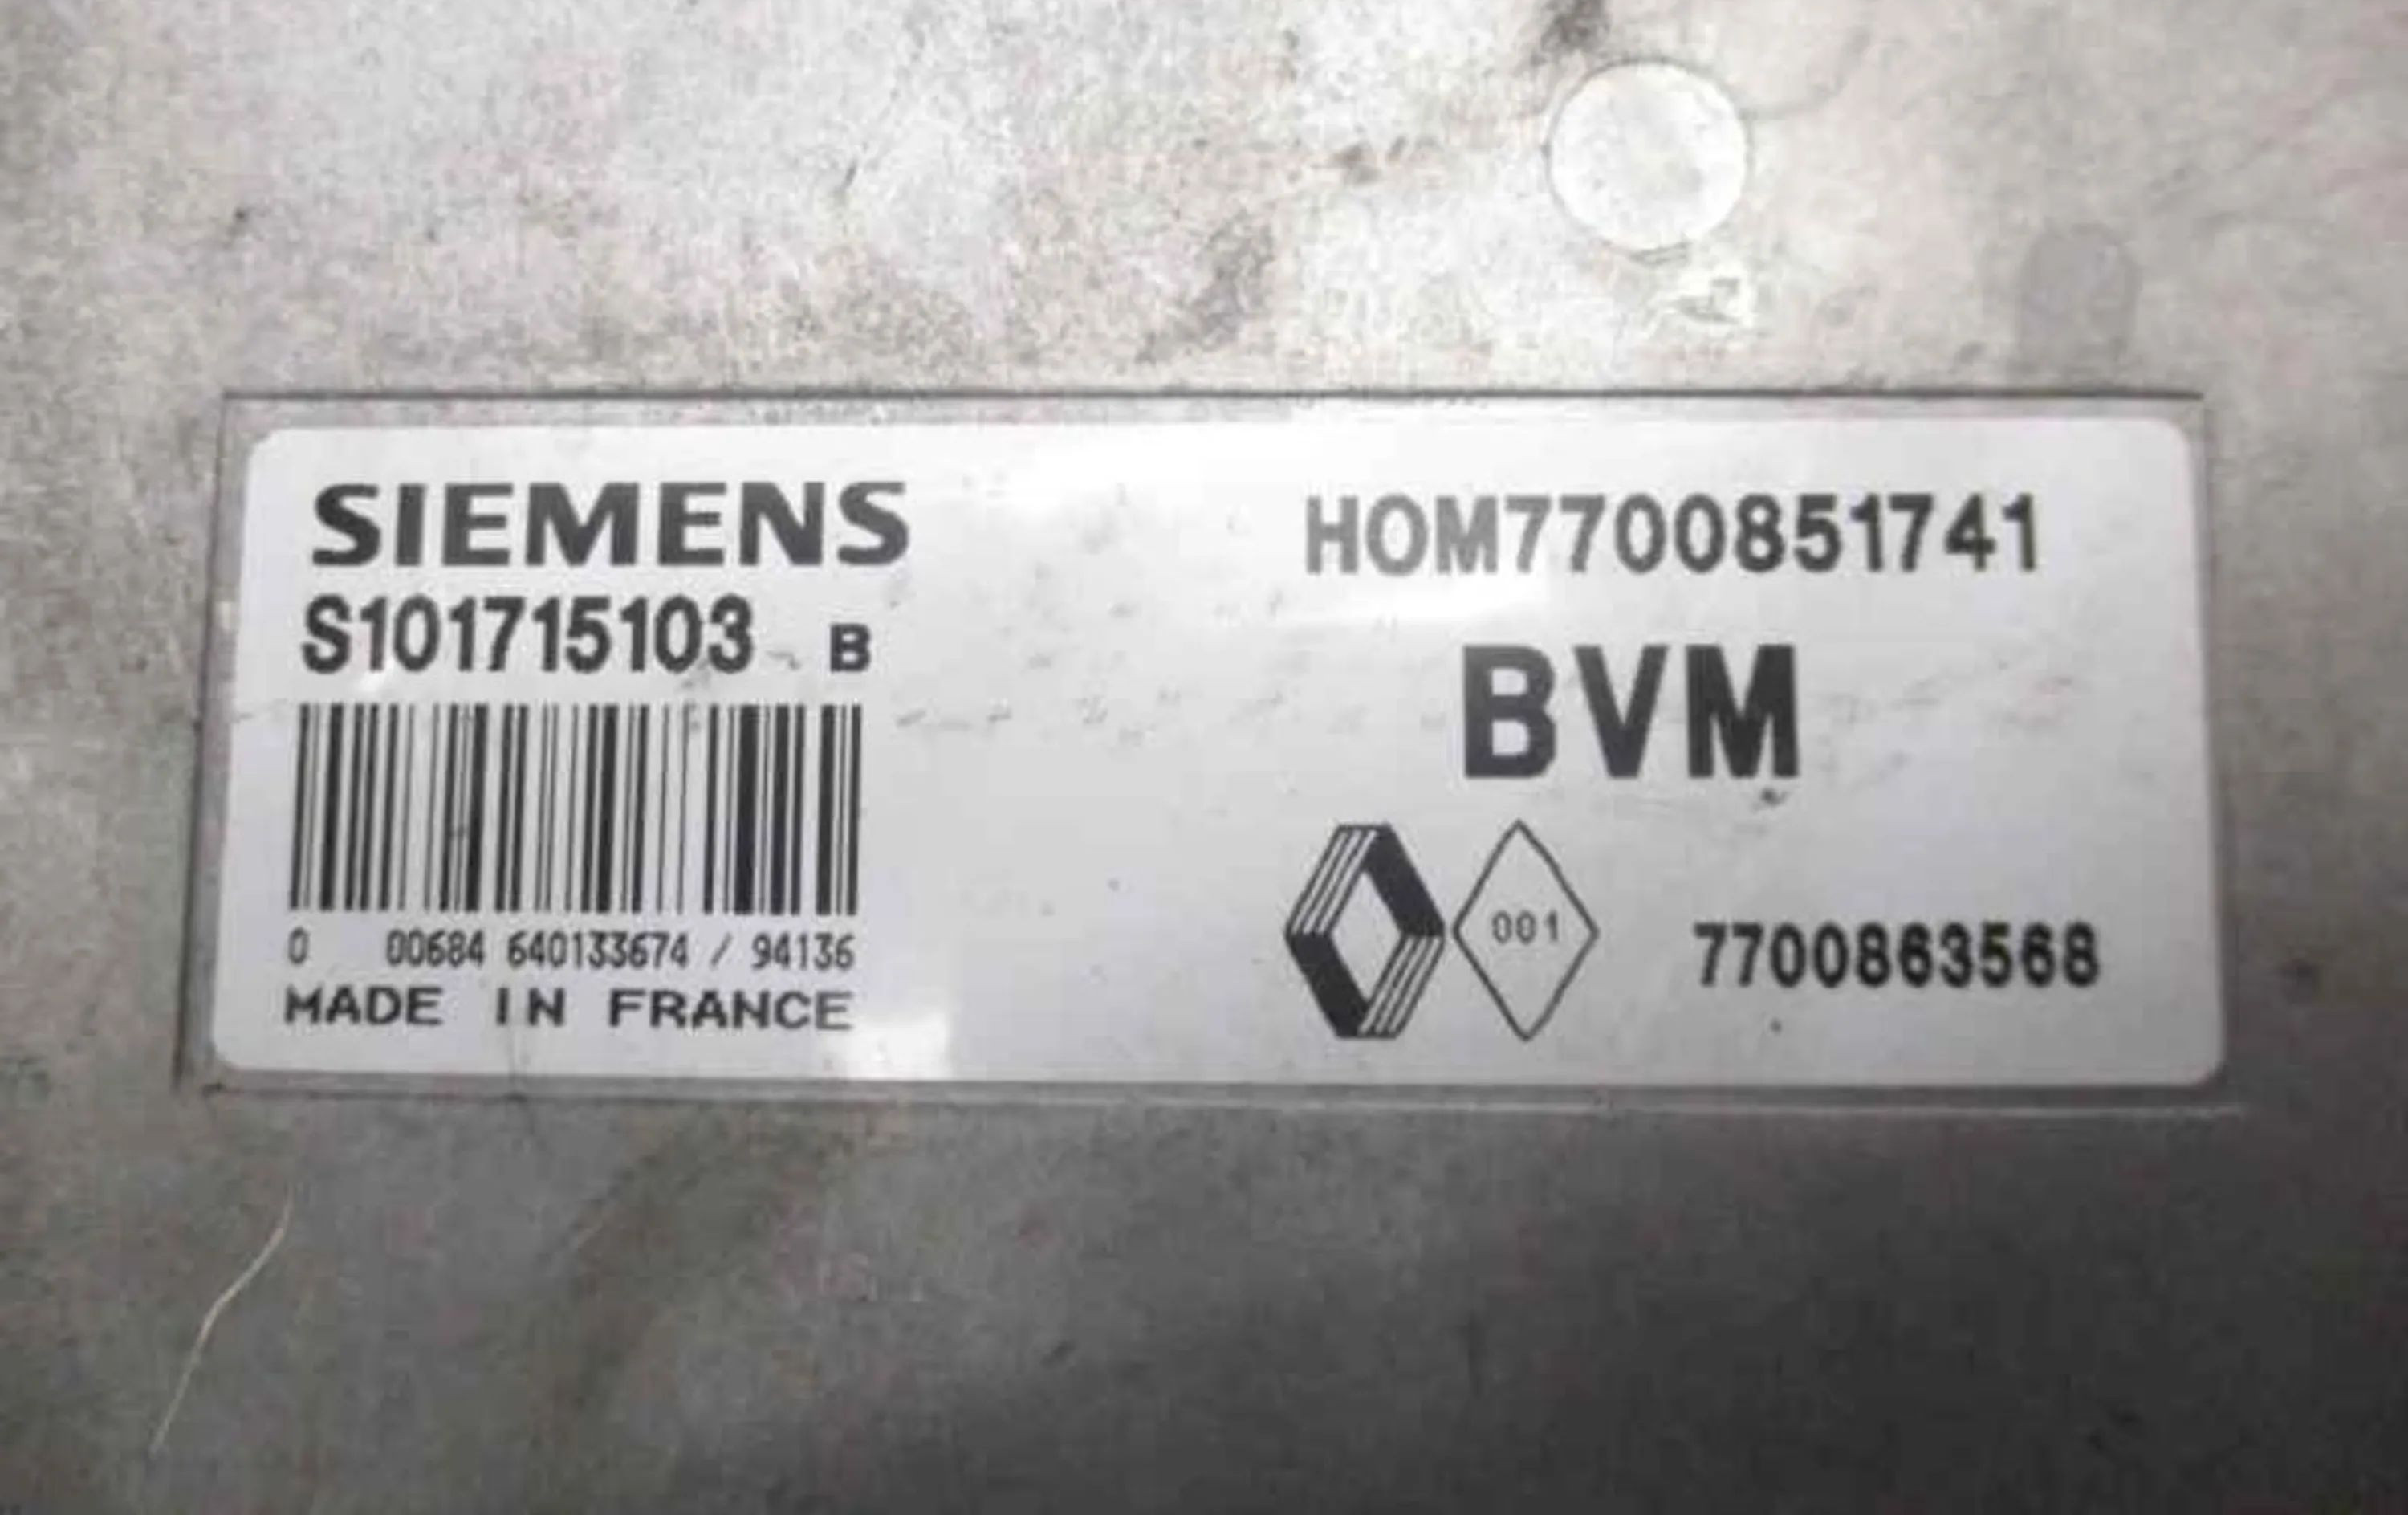 SIEMENS
S101715103 B
0 00684 640133674 / 94136
MADE IN FRANCE
HOM7700851741
BVM
001
7700863568